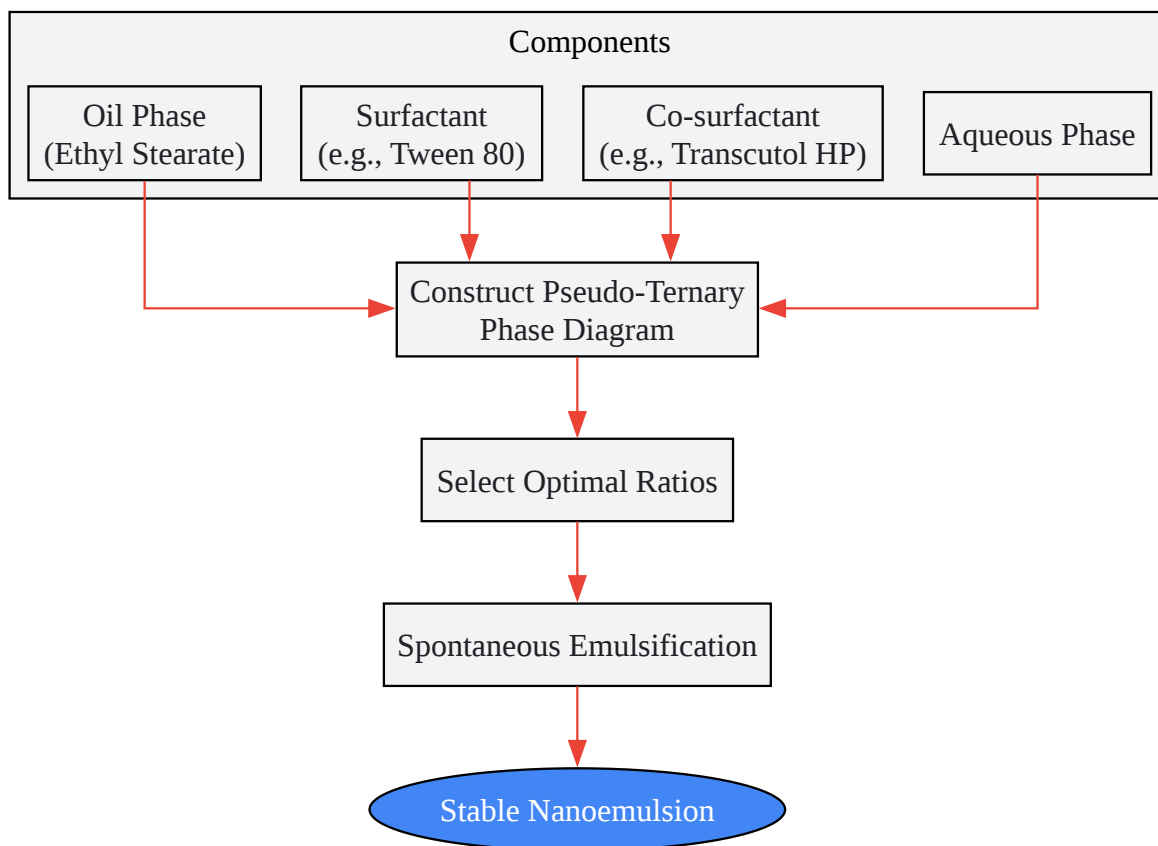 Components
Oil Phase
(Ethyl Stearate)
Surfactant
(e.g., Tween 80)
Co-surfactant
(e.g., Transcutol HP)
Aqueous Phase
Construct Pseudo-Ternary
Phase Diagram
Select Optimal Ratios
Spontaneous Emulsification
Stable Nanoemulsion